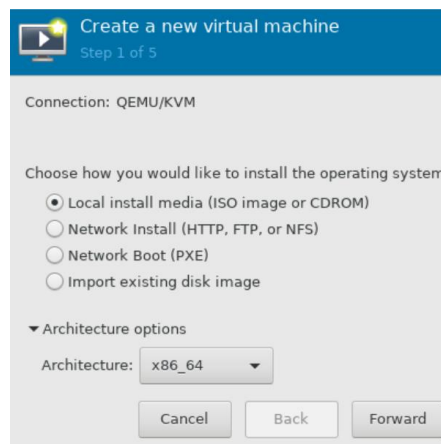 Create a new virtual machine
Step 1 of 5
Connection: QEMU/KVM
Choose how you would like to install the operating system
Local install media (ISO image or CDROM)
Network Install (HTTP, FTP, or NFS)
Network Boot (PXE)
Import existing disk image
Architecture options
Architecture: x86_64
Cancel Back Forward